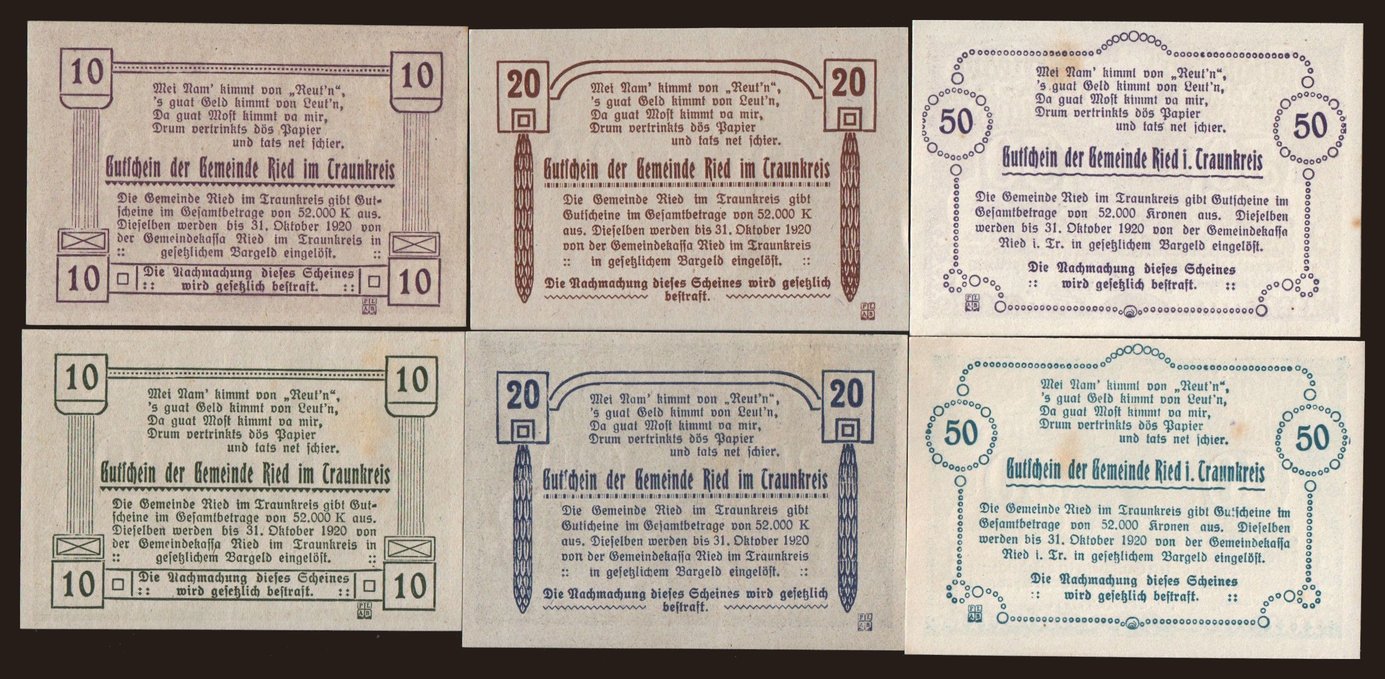 10
10
Mei Nam' kimmt von „Reut'n“,
's guat Geld kimmt von Leut'n,
Da guat Most kimmt va mir,
Drum vertrinkts dös Papier
und tats net schier.
Gutschein der Gemeinde Ried im Traunkreis
Die Gemeinde Ried im Traunkreis gibt Gut-
scheine im Gesamtbetrage von 52.000 K aus.
Dieselben werden bis 31. Oktober 1920 von
der Gemeindekassa Ried im Traunkreis in
:: gesetzlichem Bargeld eingelöst. ::
10
10
Die Nachmachung dieses Scheines
:: wird gesetzlich bestraft. ::
20
20
Mei Nam' kimmt von „Reut'n“,
's guat Geld kimmt von Leut'n,
Da guat Most kimmt va mir,
Drum vertrinkts dös Papier
und tats net schier.
Gutschein der Gemeinde Ried im Traunkreis
Die Gemeinde Ried im Traunkreis gibt
Gutscheine im Gesamtbetrage von 52.000 K
aus. Dieselben werden bis 31. Oktober 1920
von der Gemeindekassa Ried im Traunkreis
:: in gesetzlichem Bargeld eingelöst. ::
Die Nachmachung dieses Scheines wird gesetzlich
bestraft.
50
50
Mei Nam' kimmt von „Reut'n“,
's guat Geld kimmt von Leut'n,
Da guat Most kimmt va mir,
Drum vertrinkts dös Papier
und tats net schier.
Gutschein der Gemeinde Ried i. Traunkreis
Die Gemeinde Ried im Traunkreis gibt Gutscheine im
Gesamtbetrage von 52.000 Kronen aus. Dieselben
werden bis 31. Oktober 1920 von der Gemeindekassa
Ried i. Tr. in gesetzlichem Bargeld eingelöst.
Die Nachmachung dieses Scheines
:: wird gesetzlich bestraft. ::
10
10
Mei Nam' kimmt von „Reut'n“,
's guat Geld kimmt von Leut'n,
Da guat Most kimmt va mir,
Drum vertrinkts dös Papier
und tats net schier.
Gutschein der Gemeinde Ried im Traunkreis
Die Gemeinde Ried im Traunkreis gibt Gut-
scheine im Gesamtbetrage von 52.000 K aus.
Dieselben werden bis 31. Oktober 1920 von
der Gemeindekassa Ried im Traunkreis in
:: gesetzlichem Bargeld eingelöst. ::
10
10
Die Nachmachung dieses Scheines
:: wird gesetzlich bestraft. ::
20
20
Mei Nam' kimmt von „Reut'n“,
's guat Geld kimmt von Leut'n,
Da guat Most kimmt va mir,
Drum vertrinkts dös Papier
und tats net schier.
Gutschein der Gemeinde Ried im Traunkreis
Die Gemeinde Ried im Traunkreis gibt
Gutscheine im Gesamtbetrage von 52.000 K
aus. Dieselben werden bis 31. Oktober 1920
von der Gemeindekassa Ried im Traunkreis
:: in gesetzlichem Bargeld eingelöst. ::
Die Nachmachung dieses Scheines wird gesetzlich
bestraft.
50
50
Mei Nam' kimmt von „Reut'n“,
's guat Geld kimmt von Leut'n,
Da guat Most kimmt va mir,
Drum vertrinkts dös Papier
und tats net schier.
Gutschein der Gemeinde Ried i. Traunkreis
Die Gemeinde Ried im Traunkreis gibt Gutscheine im
Gesamtbetrage von 52.000 Kronen aus. Dieselben
werden bis 31. Oktober 1920 von der Gemeindekassa
Ried i. Tr. in gesetzlichem Bargeld eingelöst.
Die Nachmachung dieses Scheines
:: wird gesetzlich bestraft. ::